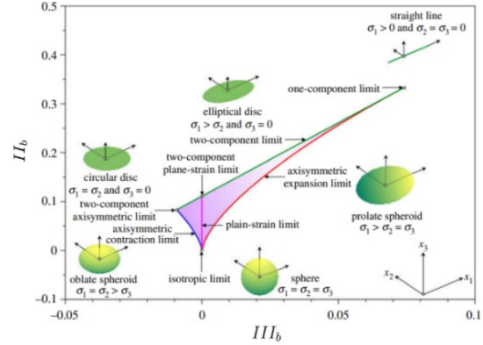 0.5
0.4
0.3
0.2
0.1
0
-0.1
II_b
-0.05
0
0.05
0.1
III_b
straight line
σ₁ > 0 and σ₂ = σ₃ = 0
one-component limit
elliptical disc
σ₁ > σ₂ and σ₃ = 0
two-component limit
circular disc
σ₁ = σ₂ and σ₃ = 0
two-component
plane-strain limit
axisymmetric
expansion limit
prolate spheroid
σ₁ > σ₂ = σ₃
two-component
axisymmetric limit
axisymmetric
contraction limit
plain-strain limit
oblate spheroid
σ₁ = σ₂ > σ₃
isotropic limit
sphere
σ₁ = σ₂ = σ₃
x₃
x₂
x₁